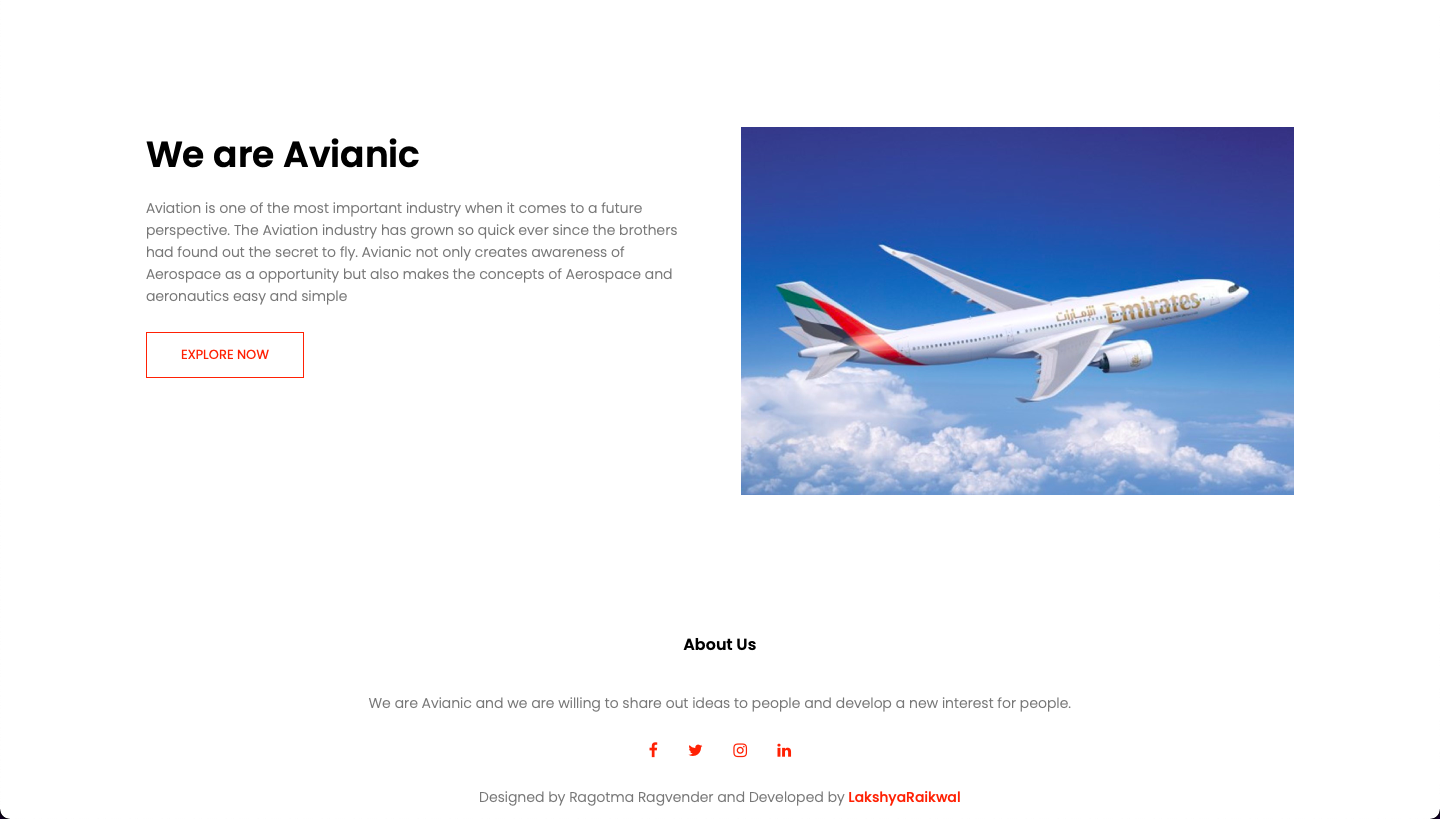 We are Avianic
Aviation is one of the most important industry when it comes to a future
perspective. The Aviation industry has grown so quick ever since the brothers
had found out the secret to fly. Avianic not only creates awareness of
Aerospace as a opportunity but also makes the concepts of Aerospace and
aeronautics easy and simple
EXPLORE NOW
طيران الإمارات Emirates
About Us
We are Avianic and we are willing to share out ideas to people and develop a new interest for people.
Designed by Ragotma Ragvender and Developed by LakshyaRaikwal